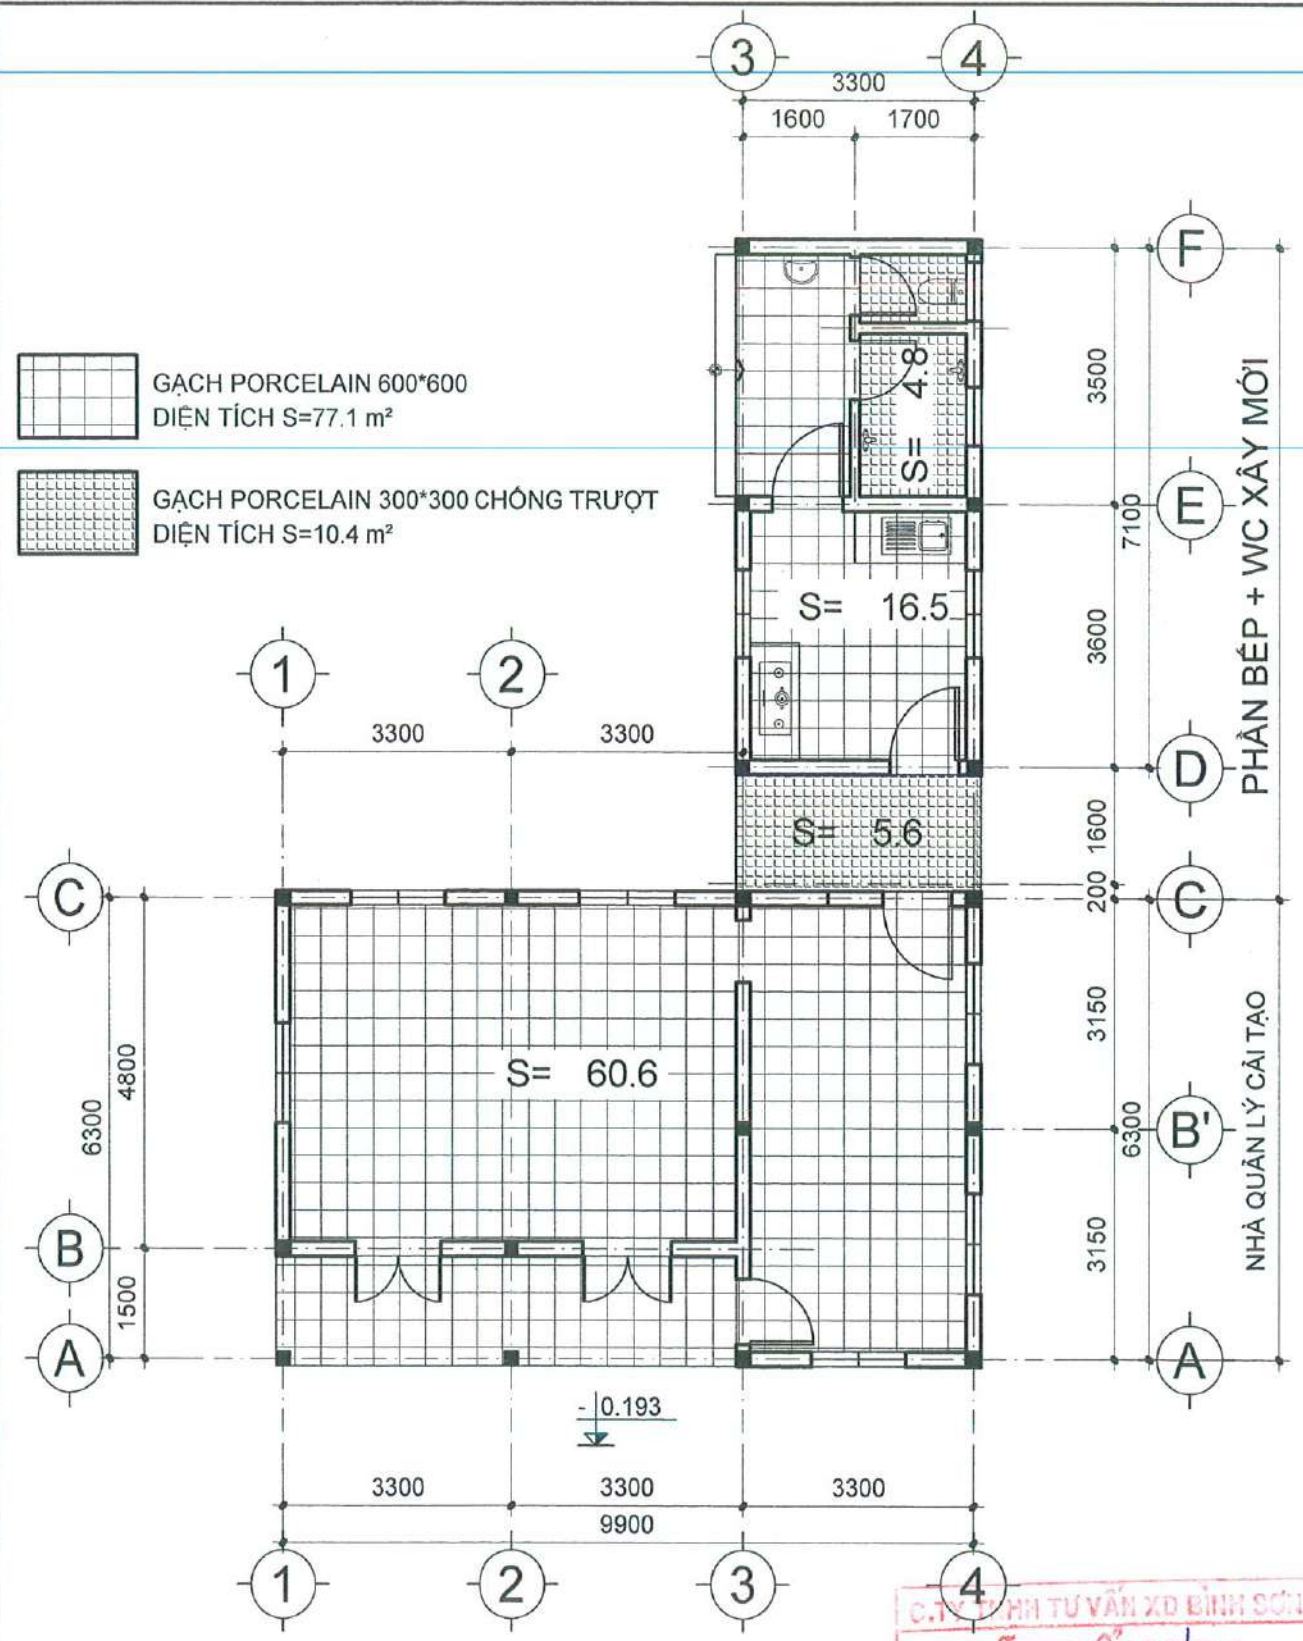 3
4
3300
1600
1700
F
GẠCH PORCELAIN 600*600
DIỆN TÍCH S=77.1 m²
GẠCH PORCELAIN 300*300 CHỐNG TRƯỢT
DIỆN TÍCH S=10.4 m²
S= 4.8
3500
E
7100
PHẦN BẾP + WC XÂY MỚI
S= 16.5
3600
1
2
3300
3300
D
S= 5.6
1600
200
C
C
3150
NHÀ QUẢN LÝ CẢI TẠO
S= 60.6
4800
6300
6300
B'
B
3150
1500
A
A
- 0.193
3300
3300
3300
9900
1
2
3
4
C.TY TNHH TƯ VẤN XD BÌNH SƠN